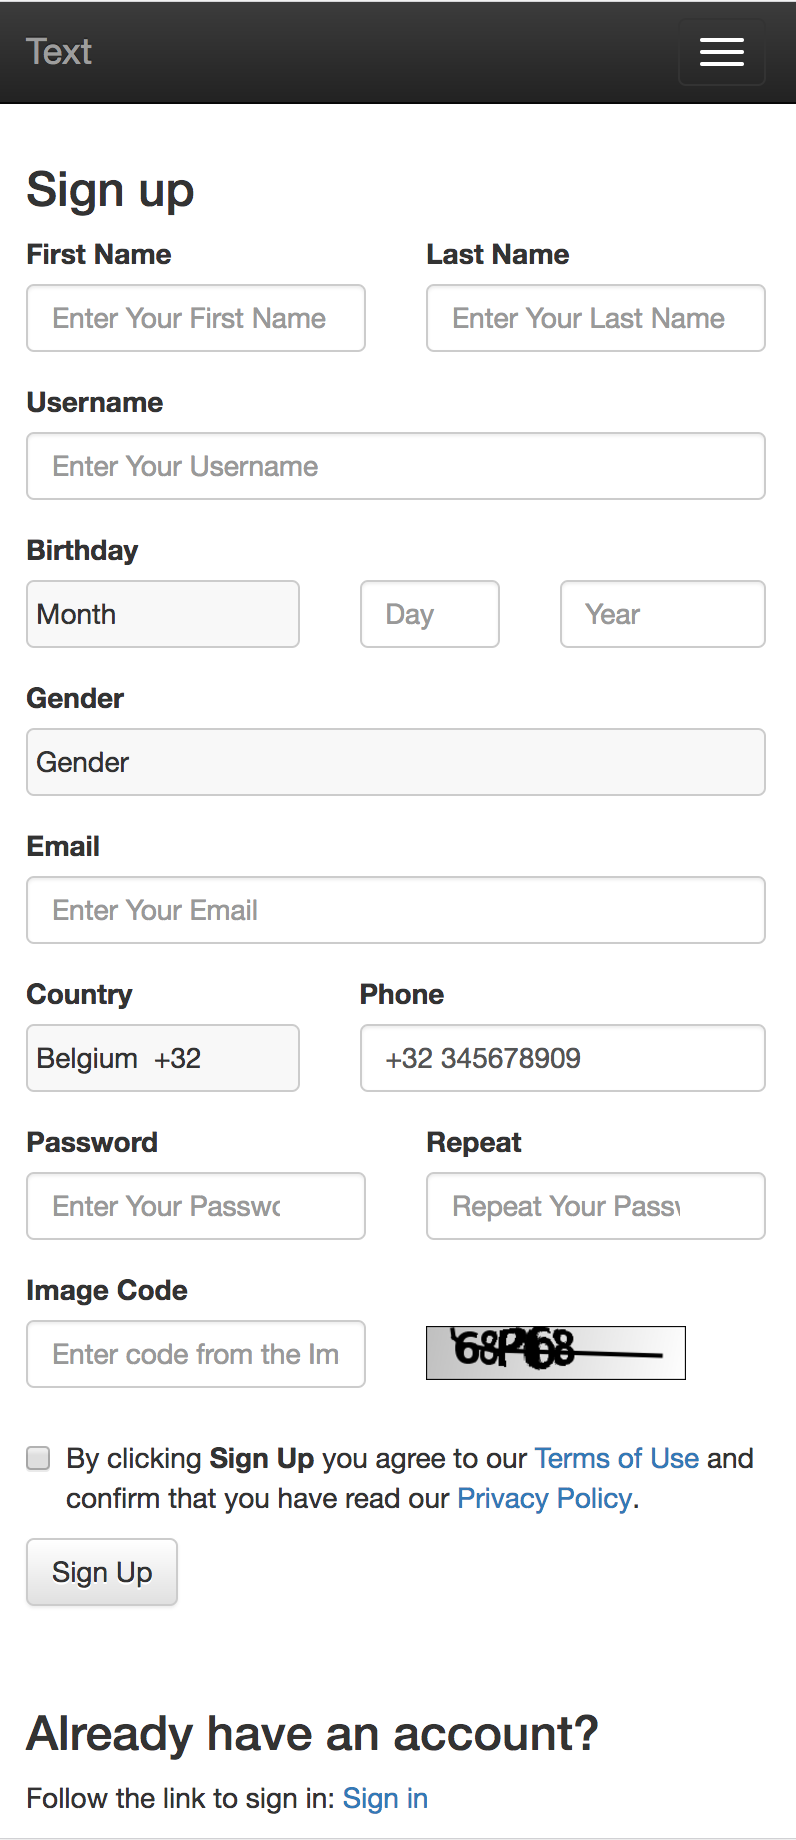 Text
Sign up
First Name Last Name
Enter Your First Name Enter Your Last Name
Username
Enter Your Username
Birthday
Month Day Year
Gender
Gender
Email
Enter Your Email
Country Phone
Belgium +32 +32 345678909
Password Repeat
Enter Your Passwo Repeat Your Passw
Image Code
Enter code from the Im
By clicking Sign Up you agree to our Terms of Use and
confirm that you have read our Privacy Policy.
Sign Up
Already have an account?
Follow the link to sign in: Sign in